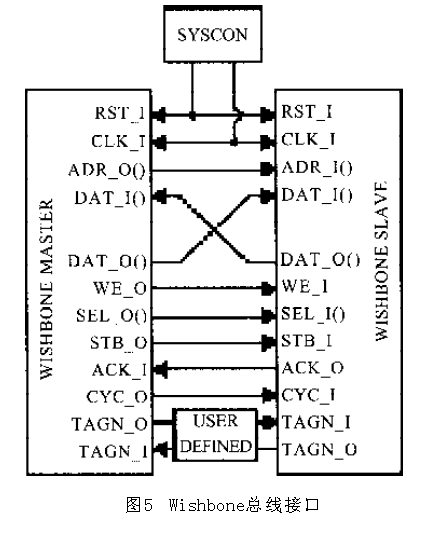 SYSCON
WISHBONE MASTER
RST_I
CLK_I
ADR_O()
DAT_I()
DAT_O()
WE_O
SEL_O()
STB_O
ACK_I
CYC_O
TAGN_O
TAGN_I
USER
DEFINED
RST_I
CLK_I
ADR_I()
DAT_I()
DAT_O()
WE_I
SEL_I()
STB_I
ACK_O
CYC_I
TAGN_I
TAGN_O
WISHBONE SLAVE
图5 Wishbone总线接口